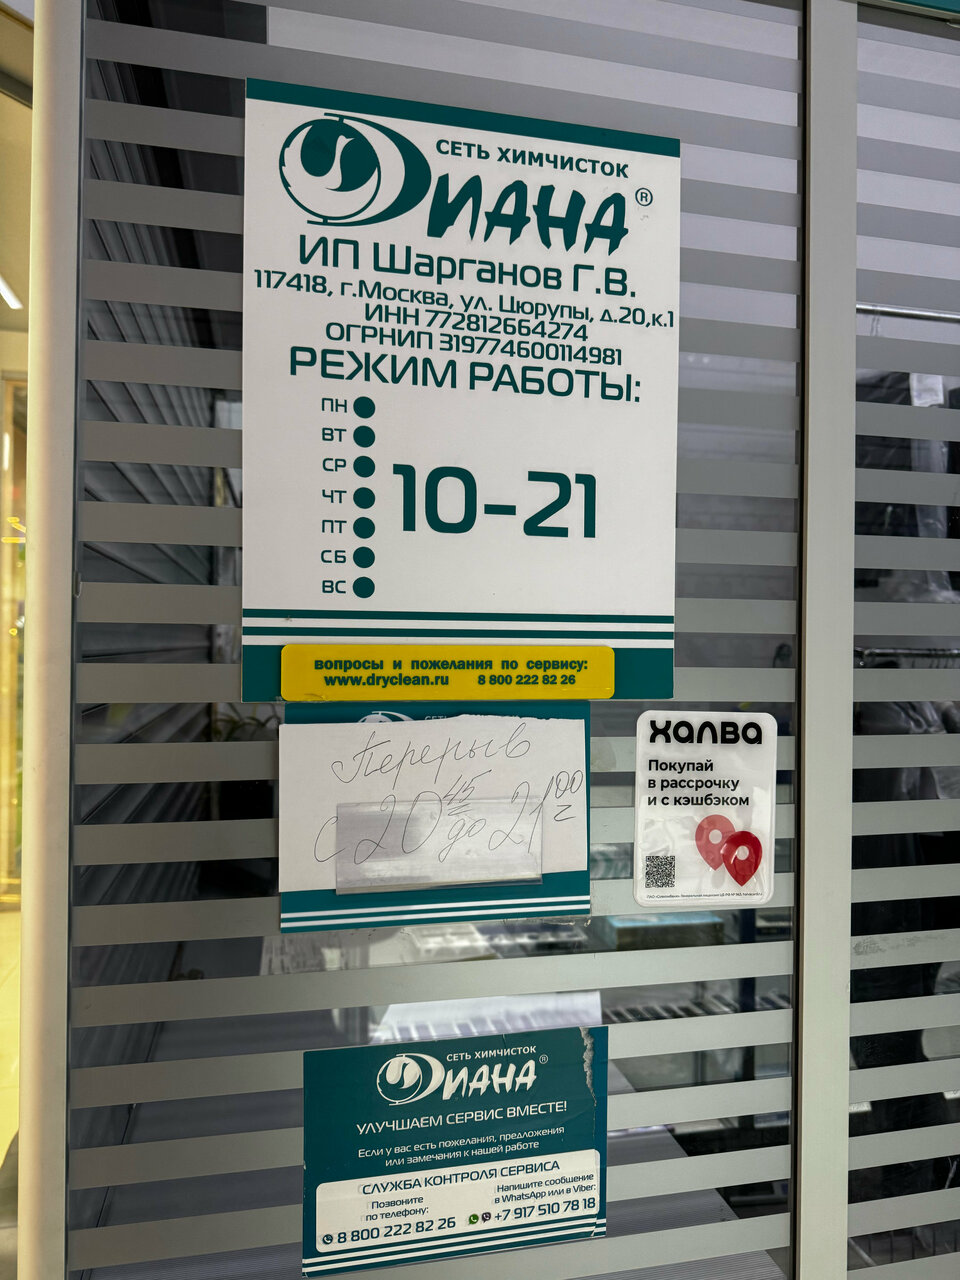 СЕТЬ ХИМЧИСТОК
ДИАНА®
ИП Шарганов Г.В.
117418, г.Москва, ул. Цюрупы, д.20,к.1
ИНН 772812664274
ОГРНИП 319774600114981
РЕЖИМ РАБОТЫ:
ПН
ВТ
СР
ЧТ
ПТ
СБ
ВС
10-21
вопросы и пожелания по сервису:
www.dryclean.ru 8 800 222 82 26
Перерыв
с 20 45 до 21 00
ХАЛВА
Покупай
в рассрочку
и с кэшбэком
СЕТЬ ХИМЧИСТОК
ДИАНА®
УЛУЧШАЕМ СЕРВИС ВМЕСТЕ!
Если у вас есть пожелания, предложения
или замечания к нашей работе
СЛУЖБА КОНТРОЛЯ СЕРВИСА
Позвоните
по телефону:
8 800 222 82 26
Напишите сообщение
в WhatsApp или в Viber:
+7 917 510 78 18